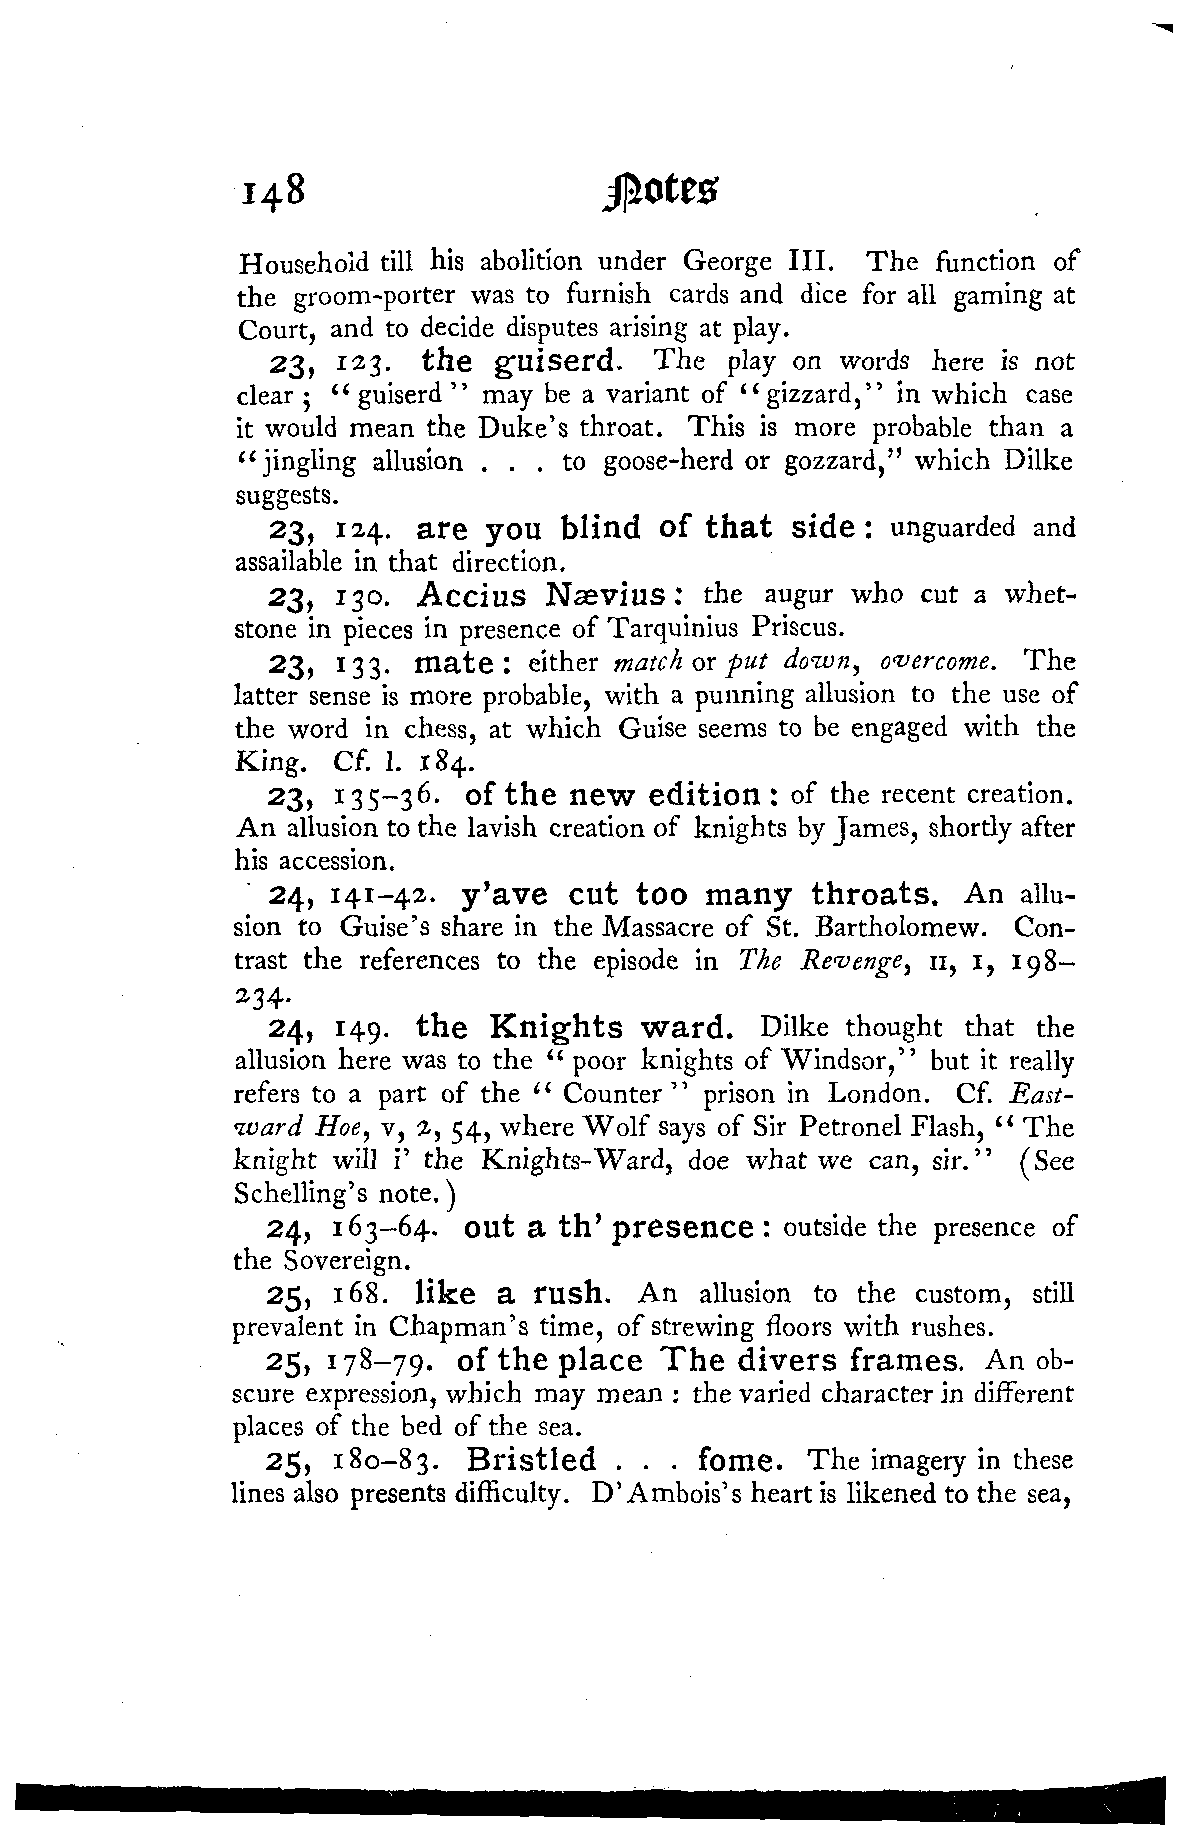 148 Notes
Household till his abolition under George III. The function of
the groom-porter was to furnish cards and dice for all gaming at
Court, and to decide disputes arising at play.
23, 123. the guiserd. The play on words here is not
clear ; "guiserd" may be a variant of "gizzard," in which case
it would mean the Duke's throat. This is more probable than a
"jingling allusion . . . to goose-herd or gozzard," which Dilke
suggests.
23, 124. are you blind of that side : unguarded and
assailable in that direction.
23, 130. Accius Nævius : the augur who cut a whet-
stone in pieces in presence of Tarquinius Priscus.
23, 133. mate : either match or put down, overcome. The
latter sense is more probable, with a punning allusion to the use of
the word in chess, at which Guise seems to be engaged with the
King. Cf. l. 184.
23, 135–36. of the new edition : of the recent creation.
An allusion to the lavish creation of knights by James, shortly after
his accession.
24, 141–42. y'ave cut too many throats. An allu-
sion to Guise's share in the Massacre of St. Bartholomew. Con-
trast the references to the episode in The Revenge, II, I, 198–
234.
24, 149. the Knights ward. Dilke thought that the
allusion here was to the "poor knights of Windsor," but it really
refers to a part of the "Counter" prison in London. Cf. East-
ward Hoe, v, 2, 54, where Wolf says of Sir Petronel Flash, "The
knight will i' the Knights-Ward, doe what we can, sir." (See
Schelling's note.)
24, 163–64. out a th' presence : outside the presence of
the Sovereign.
25, 168. like a rush. An allusion to the custom, still
prevalent in Chapman's time, of strewing floors with rushes.
25, 178–79. of the place The divers frames. An ob-
scure expression, which may mean : the varied character in different
places of the bed of the sea.
25, 180–83. Bristled . . . fome. The imagery in these
lines also presents difficulty. D'Ambois's heart is likened to the sea,